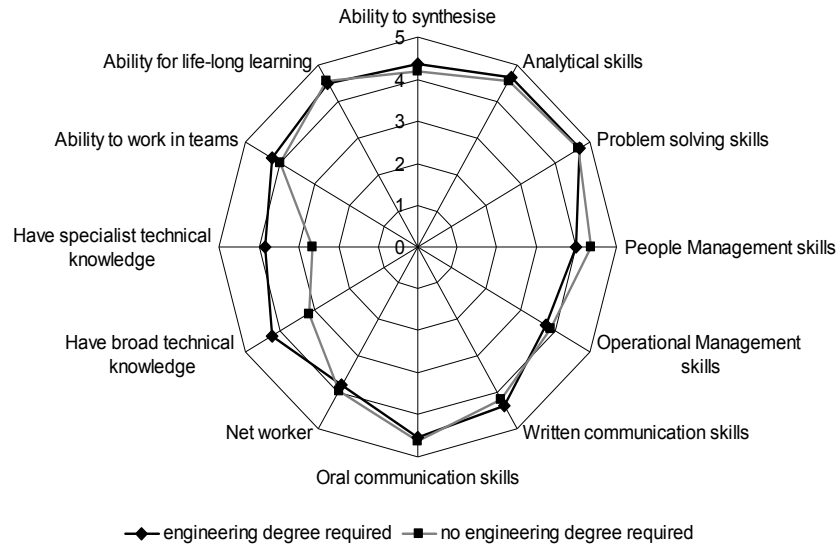 Ability to synthesise
5
Ability for life-long learning
Analytical skills
4
3
Ability to work in teams
Problem solving skills
2
1
Have specialist technical
knowledge
0
People Management skills
Have broad technical
knowledge
Operational Management
skills
Net worker
Written communication skills
Oral communication skills
engineering degree required
no engineering degree required